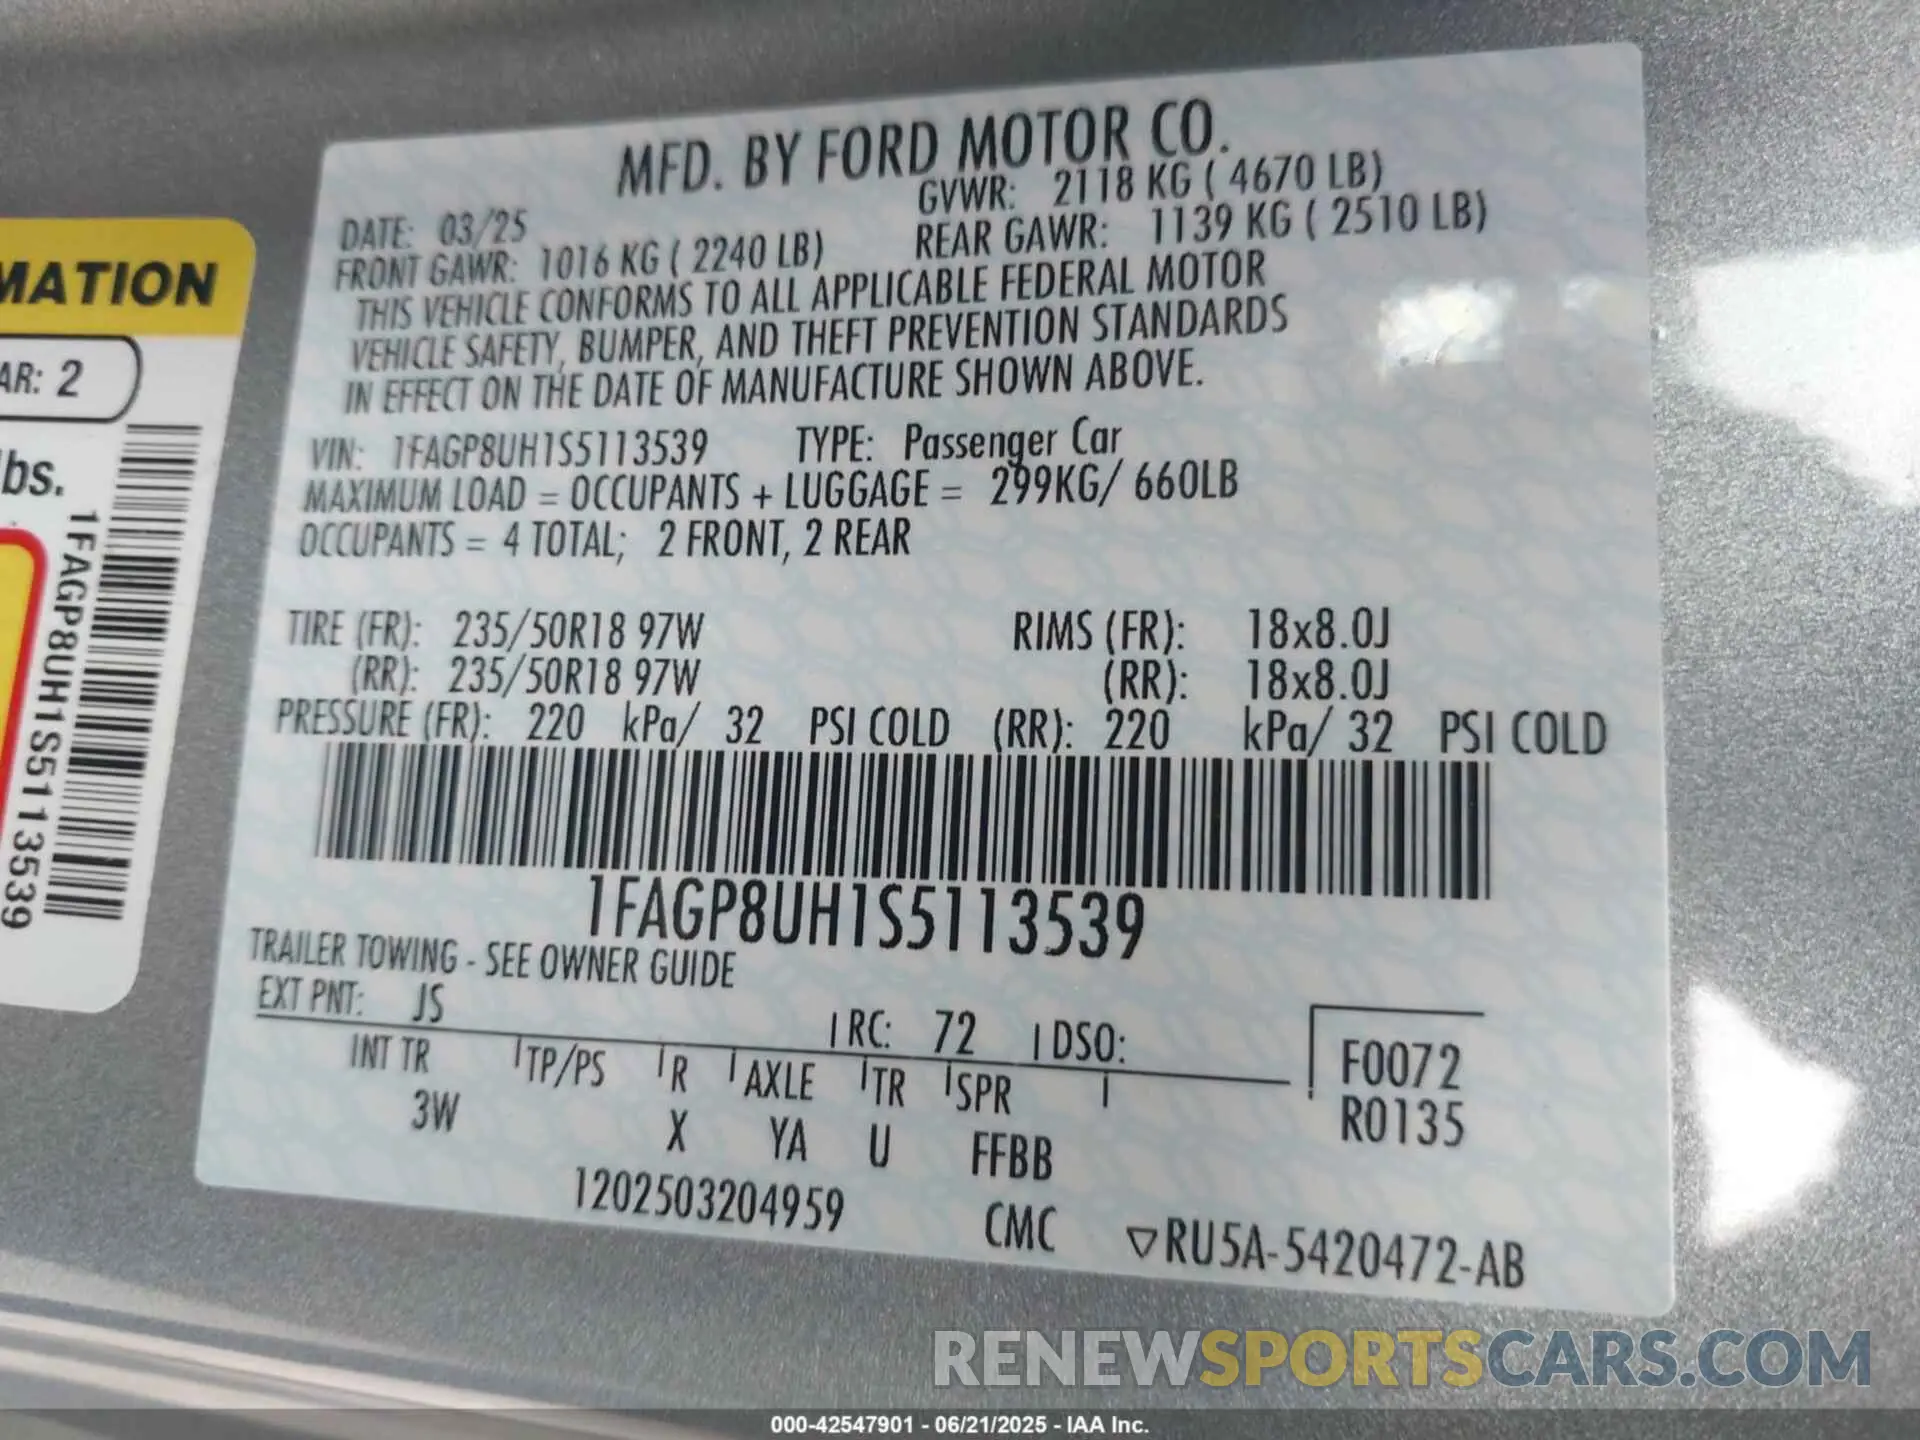 MFD. BY FORD MOTOR CO.
DATE: 03/25 GVWR: 2118 KG ( 4670 LB)
FRONT GAWR: 1016 KG ( 2240 LB) REAR GAWR: 1139 KG ( 2510 LB)
THIS VEHICLE CONFORMS TO ALL APPLICABLE FEDERAL MOTOR
VEHICLE SAFETY, BUMPER, AND THEFT PREVENTION STANDARDS
IN EFFECT ON THE DATE OF MANUFACTURE SHOWN ABOVE.
VIN: 1FAGP8UH1S5113539 TYPE: Passenger Car
MAXIMUM LOAD = OCCUPANTS + LUGGAGE = 299KG/ 660LB
OCCUPANTS = 4 TOTAL; 2 FRONT, 2 REAR
TIRE (FR): 235/50R18 97W RIMS (FR): 18x8.0J
(RR): 235/50R18 97W (RR): 18x8.0J
PRESSURE (FR): 220 kPa/ 32 PSI COLD (RR): 220 kPa/ 32 PSI COLD
1FAGP8UH1S5113539
TRAILER TOWING - SEE OWNER GUIDE
EXT PNT: JS RC: 72 DSO:
INT TR TP/PS R AXLE TR SPR
3W X YA U FFBB
F0072
R0135
1202503204959 CMC ▽RU5A-5420472-AB
MATION
AR: 2
lbs.
1FAGP8UH1S5113539
RENEWSPORTSCARS.COM
000-42547901 - 06/21/2025 - IAA Inc.